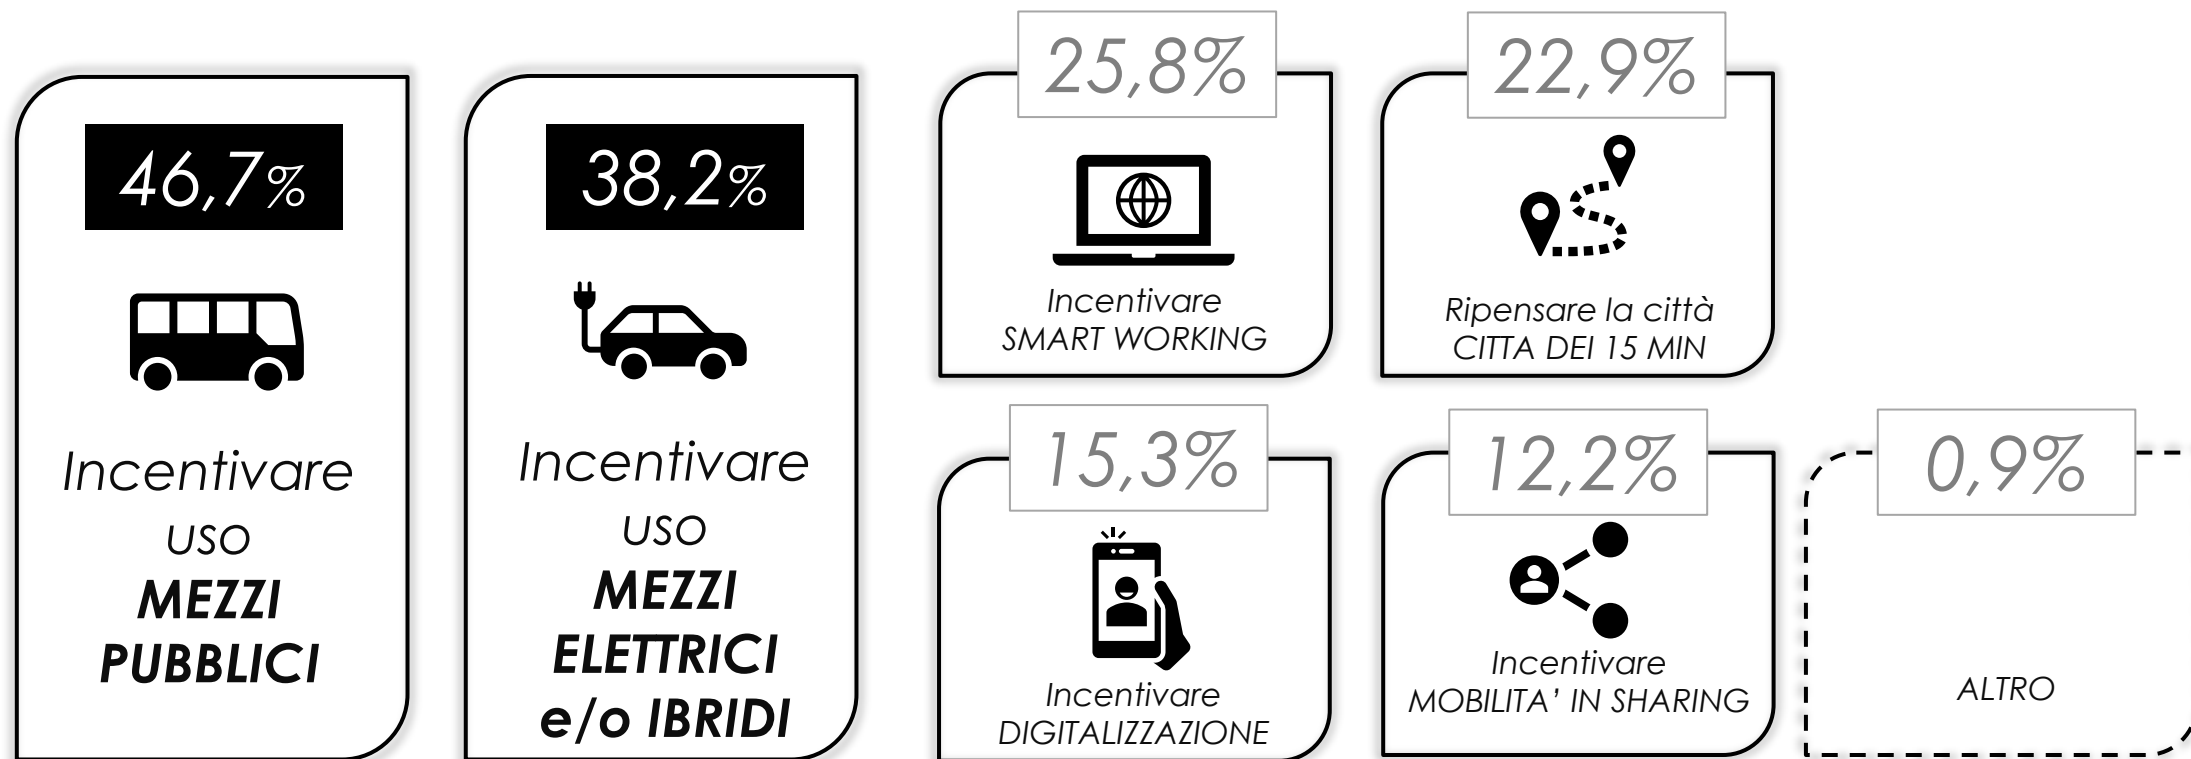 46,7%
Incentivare
USO
MEZZI
PUBBLICI
38,2%
Incentivare
USO
MEZZI
ELETTRICI
e/o IBRIDI
25,8%
Incentivare
SMART WORKING
22,9%
Ripensare la città
CITTA DEI 15 MIN
15,3%
Incentivare
DIGITALIZZAZIONE
12,2%
Incentivare
MOBILITA' IN SHARING
0,9%
ALTRO